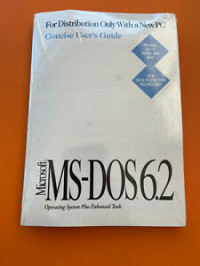 For Distribution Only With a New PC
Concise User's Guide
Microsoft
MS-DOS 6.2
Operating System Plus Enhanced Tools